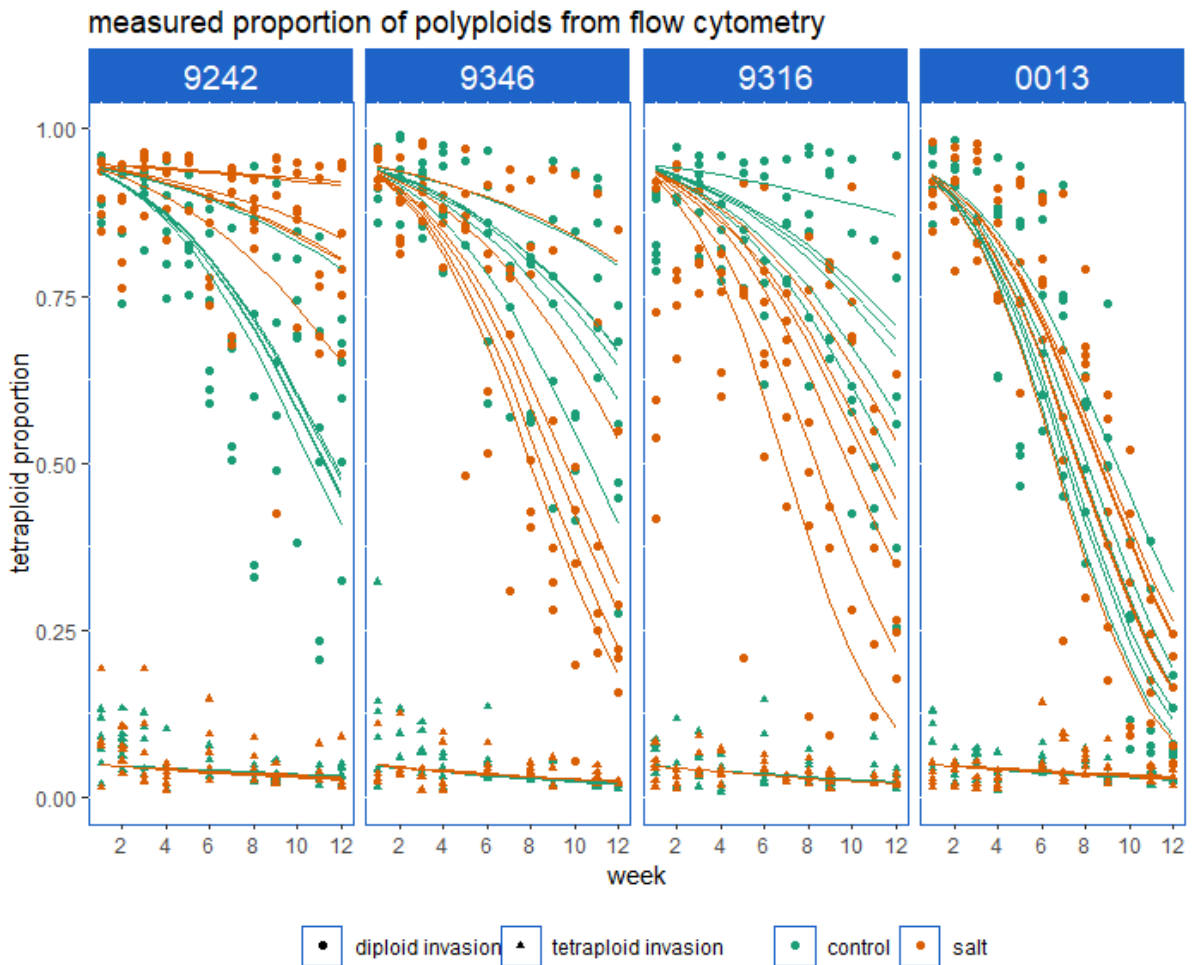 measured proportion of polyploids from flow cytometry
9242 9346 9316 0013
1.00
0.75
0.50
0.25
0.00
tetraploid proportion
2 4 6 8 10 12 2 4 6 8 10 12 2 4 6 8 10 12 2 4 6 8 10 12
week
diploid invasion tetraploid invasion control salt